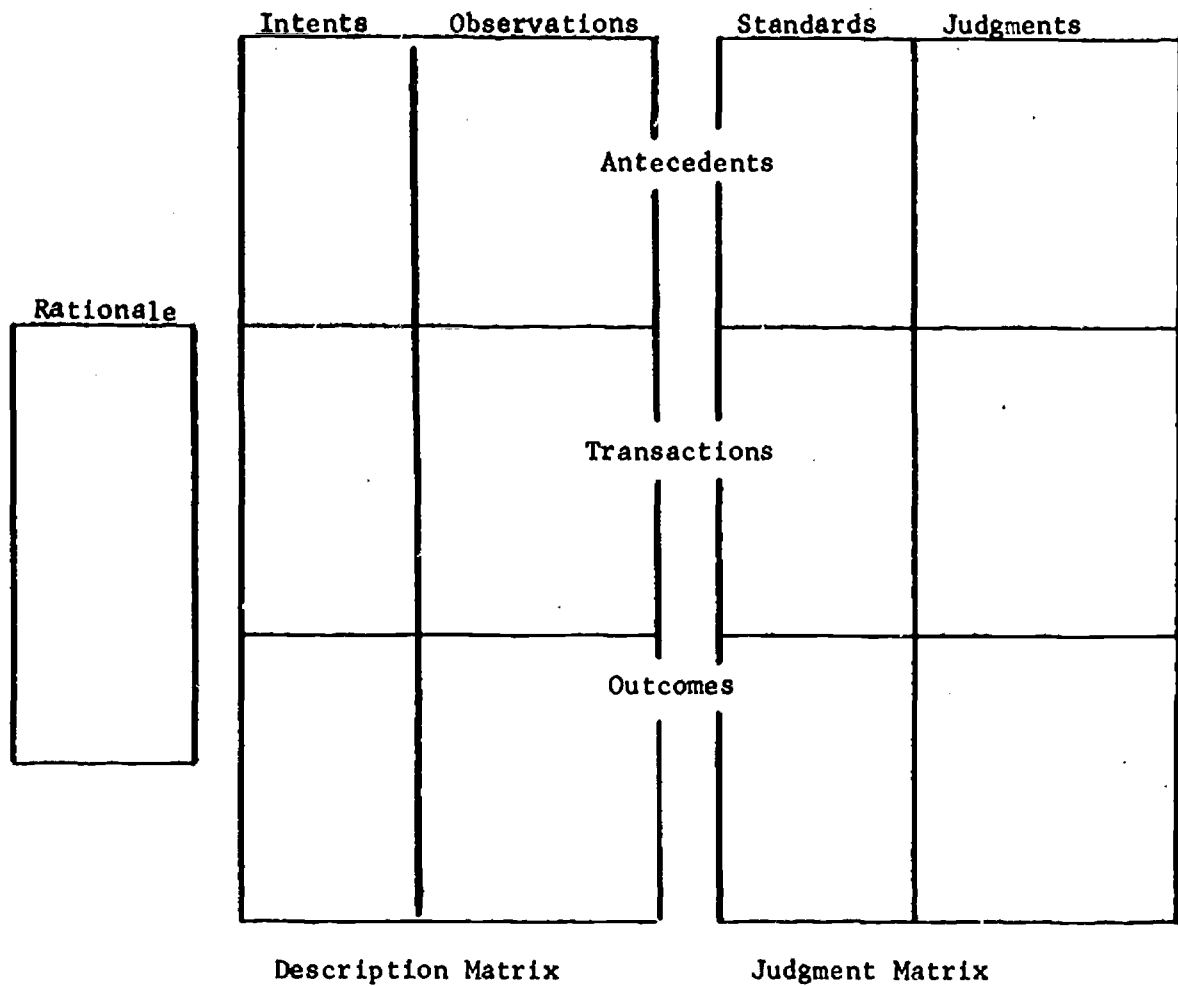 Intents Observations Standards Judgments
Antecedents
Rationale
Transactions
Outcomes
Description Matrix Judgment Matrix